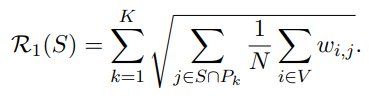 $$\mathcal{R}_1(S) = \sum_{k=1}^{K} \sqrt{\sum_{j \in S \cap P_k} \frac{1}{N} \sum_{i \in V} w_{i,j}}.$$